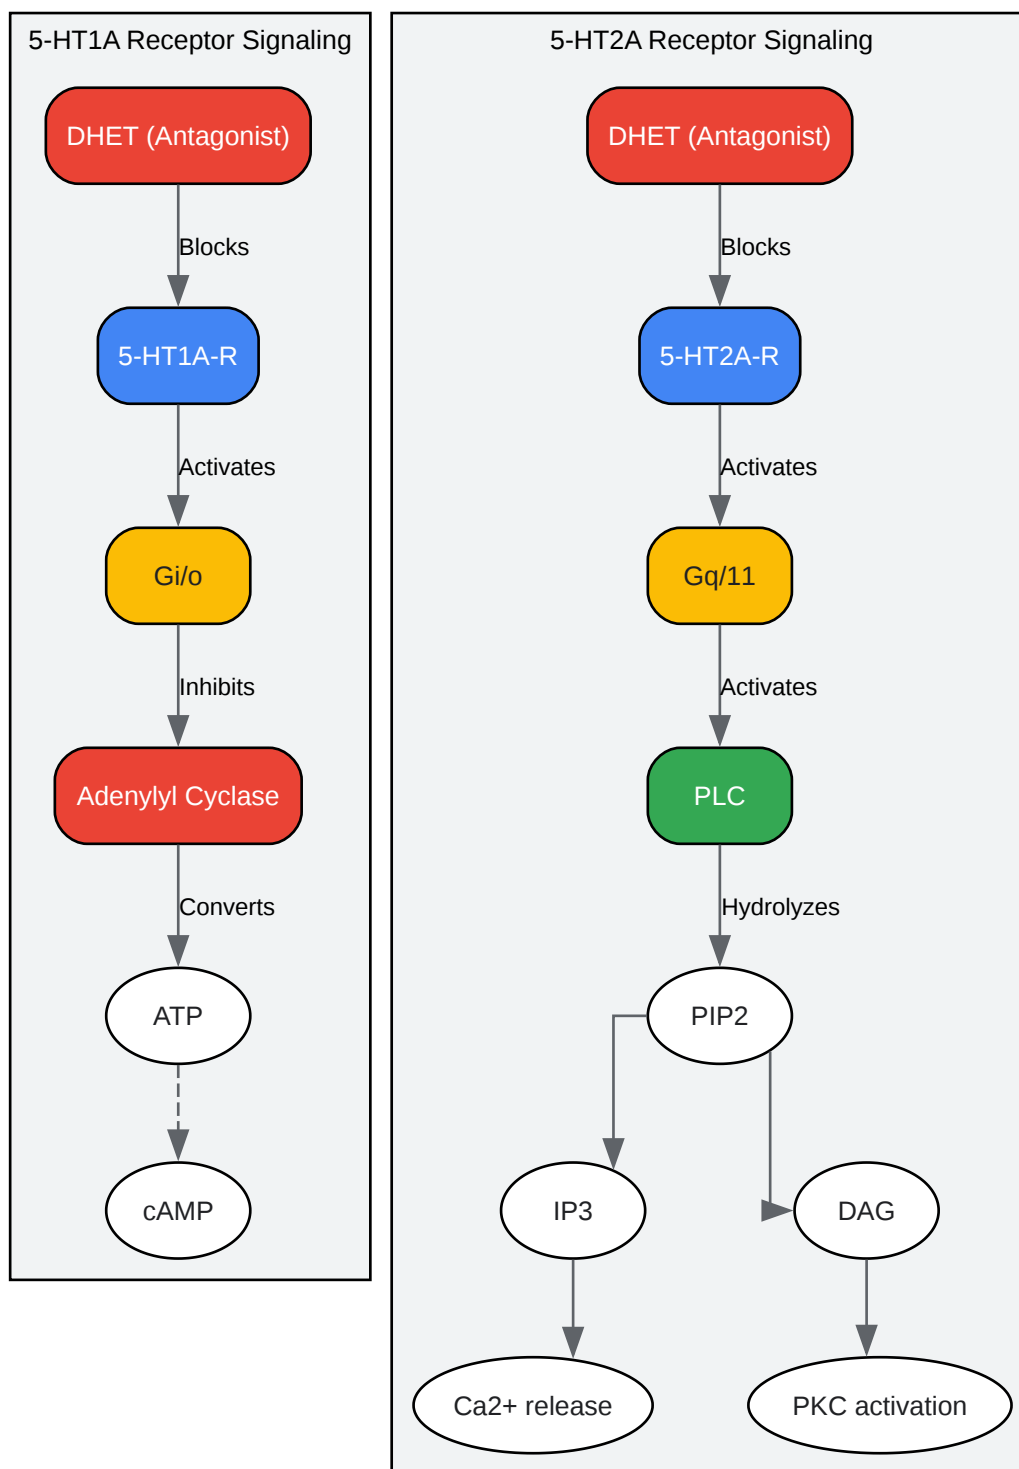 5-HT1A Receptor Signaling
DHET (Antagonist)
Blocks
5-HT1A-R
Activates
Gi/o
Inhibits
Adenylyl Cyclase
Converts
ATP
cAMP
5-HT2A Receptor Signaling
DHET (Antagonist)
Blocks
5-HT2A-R
Activates
Gq/11
Activates
PLC
Hydrolyzes
PIP2
IP3
DAG
Ca2+ release
PKC activation